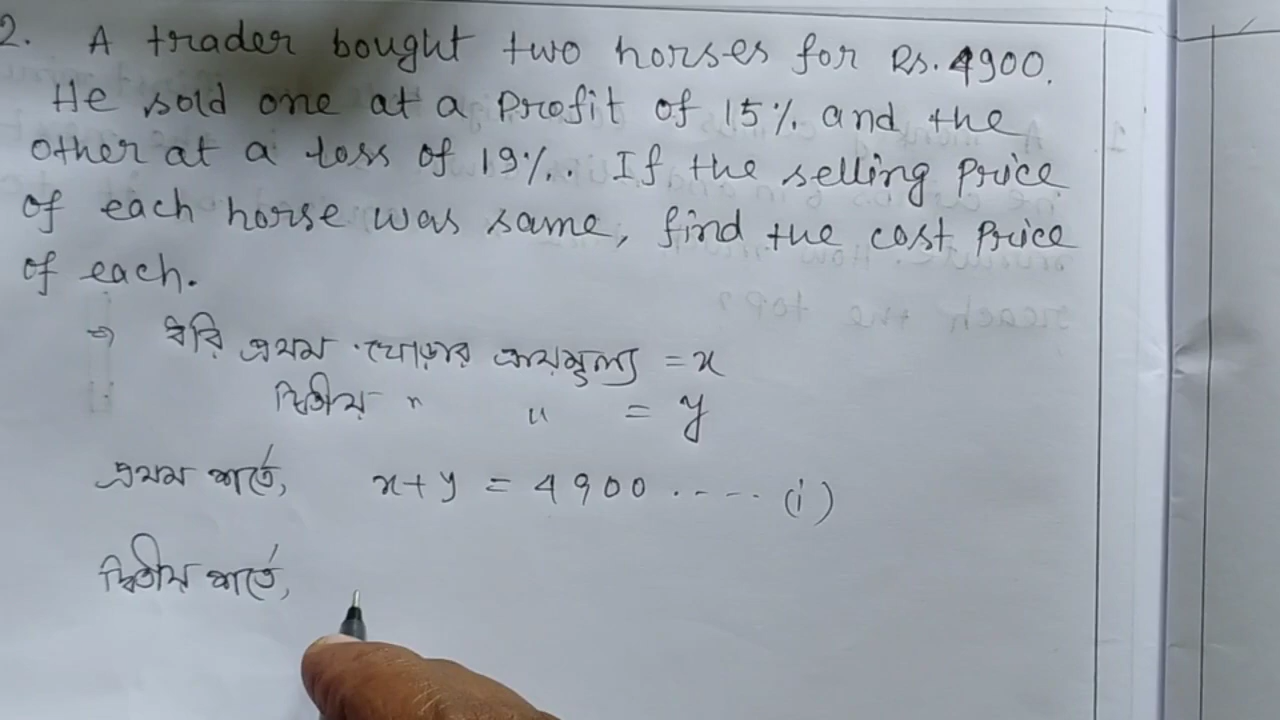 2. A trader bought two horses for Rs. 4900.
He sold one at a Profit of 15% and the
other at a loss of 19%. If the selling Price
of each horse was same, find the cost Price
of each.
⇒ ধরি প্রথম ঘোড়ার ক্রয়মূল্য = x
দ্বিতীয় " " = y
প্রথম শর্তে, x + y = 4900 ..... (i)
দ্বিতীয় শর্তে,